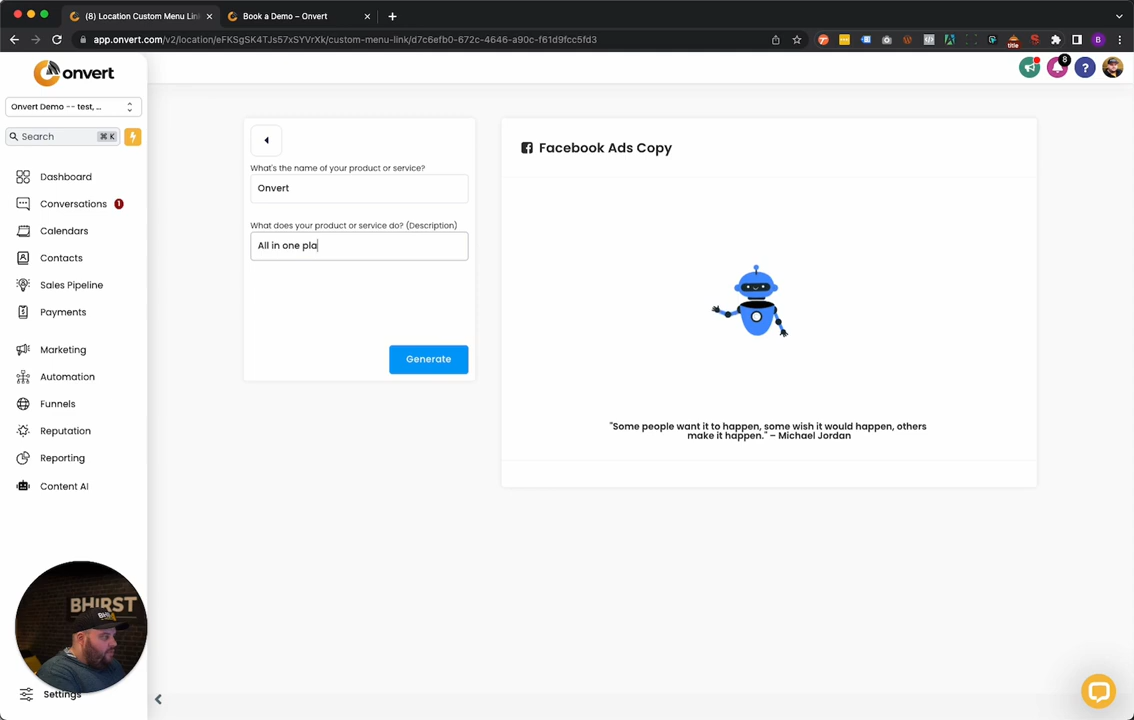 (8) Location Custom Menu Lin
Book a Demo – Onvert
app.onvert.com/v2/location/eFKSgSK4TJs57xSYVrXk/custom-menu-link/d7c6efb0-672c-4646-a90c-f61d9fcc5fd3
title
B
onvert
8
?
Onvert Demo -- test, ...
Search
⌘ K
Dashboard
Conversations
1
Calendars
Contacts
Sales Pipeline
Payments
Marketing
Automation
Funnels
Reputation
Reporting
Content AI
Settings
What's the name of your product or service?
Onvert
What does your product or service do? (Description)
All in one pla
Generate
Facebook Ads Copy
"Some people want it to happen, some wish it would happen, others
make it happen." – Michael Jordan
BHIRST